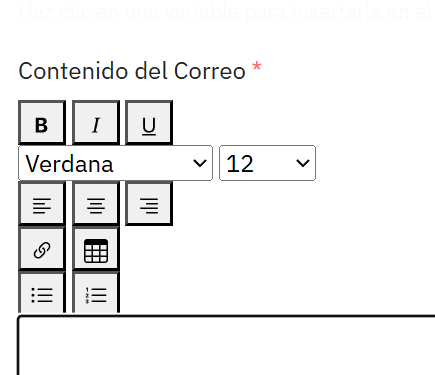 Haz clic en una variable para insertarla en el
Contenido del Correo *
B I U
Verdana 12